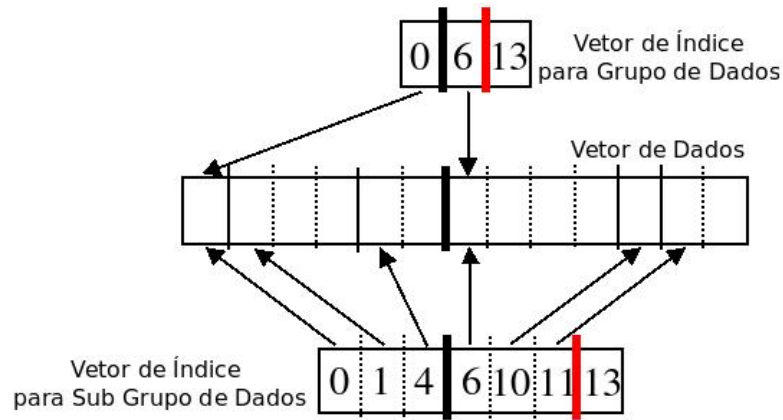 0 6 13
Vetor de Índice
para Grupo de Dados
Vetor de Dados
Vetor de Índice
para Sub Grupo de Dados
0 1 4 6 10 11 13